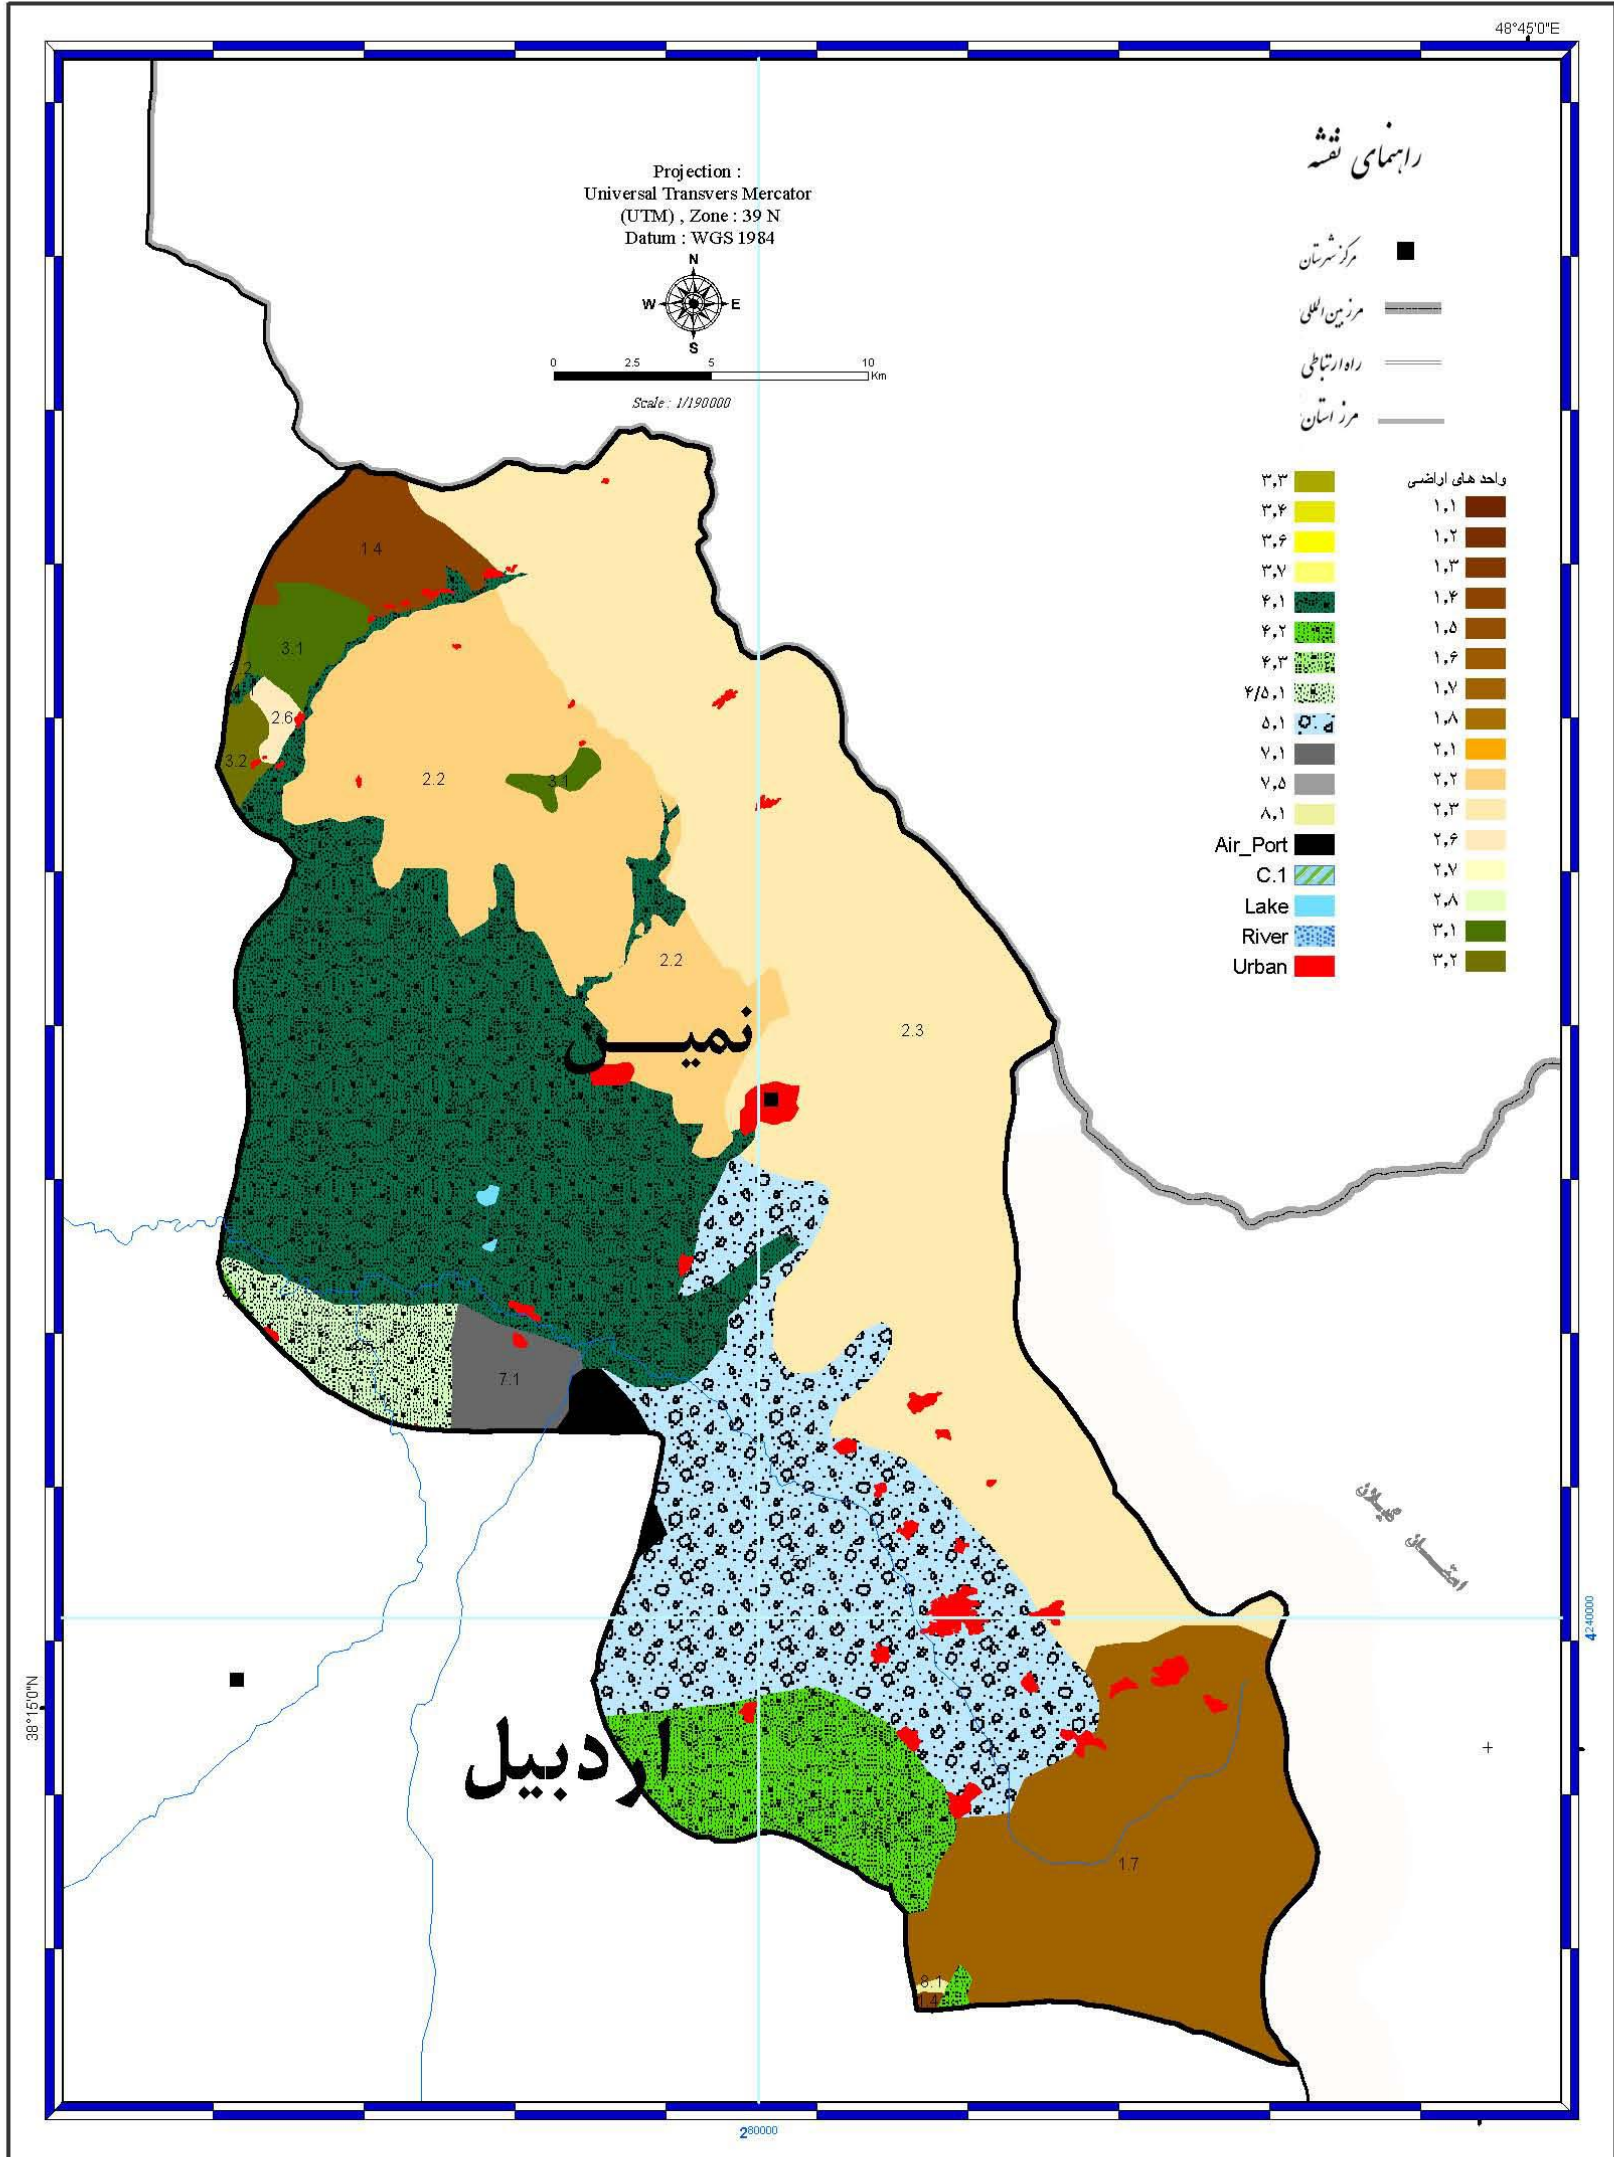 48°45'0"E
راهنمای نقشه
Projection :
Universal Transvers Mercator
(UTM) , Zone : 39 N
Datum : WGS 1984
N
W E
S
0 2.5 5 10
Km
Scale : 1/190000
مرکز شهرستان
مرز بین المللی
راه ارتباطی
مرز استان
واحد های اراضی
۱,۱
۱,۲
۱,۳
۱,۴
۱,۵
۱,۶
۱,۷
۱,۸
۲,۱
۲,۲
۲,۳
۲,۶
۲,۷
۲,۸
۳,۱
۳,۲
۳,۳
۳,۴
۳,۶
۳,۷
۴,۱
۴,۲
۴,۳
۴/۵,۱
۵,۱
۷,۱
۷,۵
۸,۱
Air_Port
C.1
Lake
River
Urban
1.4
3.1
2.6
3.2
2.2
3.1
2.2
2.3
نمین
7.1
5.1
استان گیلان
4240000
38°15'0"N
اردبیل
1.7
8.1
1.4
280000